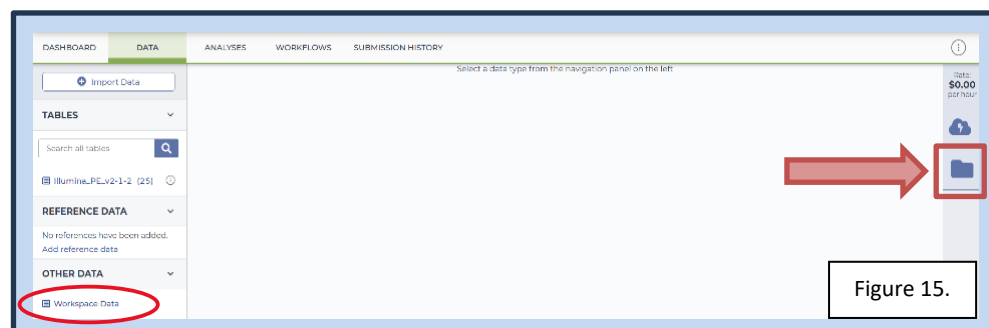 DASHBOARD DATA ANALYSES WORKFLOWS SUBMISSION HISTORY
Import Data
Select a data type from the navigation panel on the left
Rate:
$0.00
per hour
TABLES
Search all tables
Illumina_PE_v2-1-2 (25)
REFERENCE DATA
No references have been added.
Add reference data
OTHER DATA
Workspace Data
Figure 15.